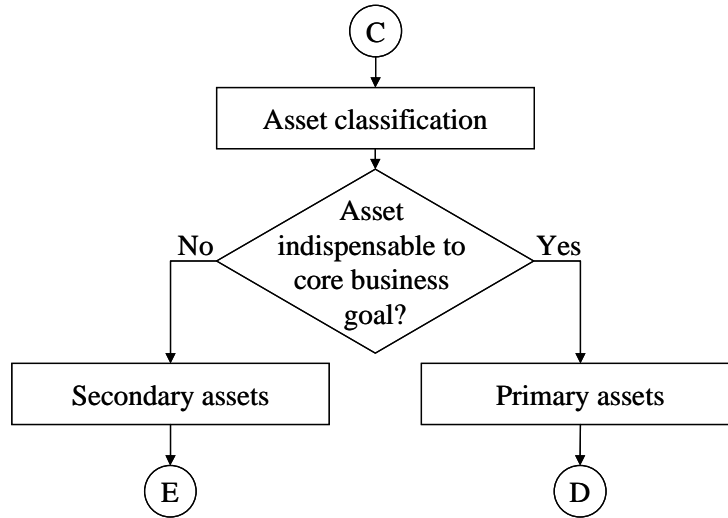 C
Asset classification
Asset
indispensable to
core business
goal?
No
Yes
Secondary assets
Primary assets
E
D